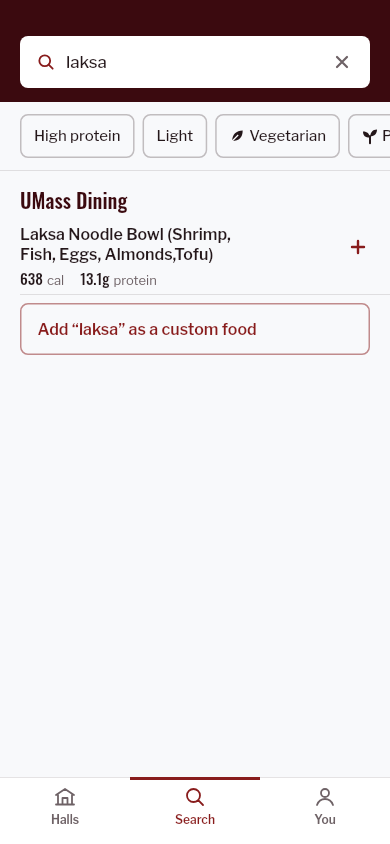 laksa
High protein
Light
Vegetarian
P
UMass Dining
Laksa Noodle Bowl (Shrimp,
Fish, Eggs, Almonds,Tofu)
638 cal 13.1g protein
Add “laksa” as a custom food
Halls
Search
You